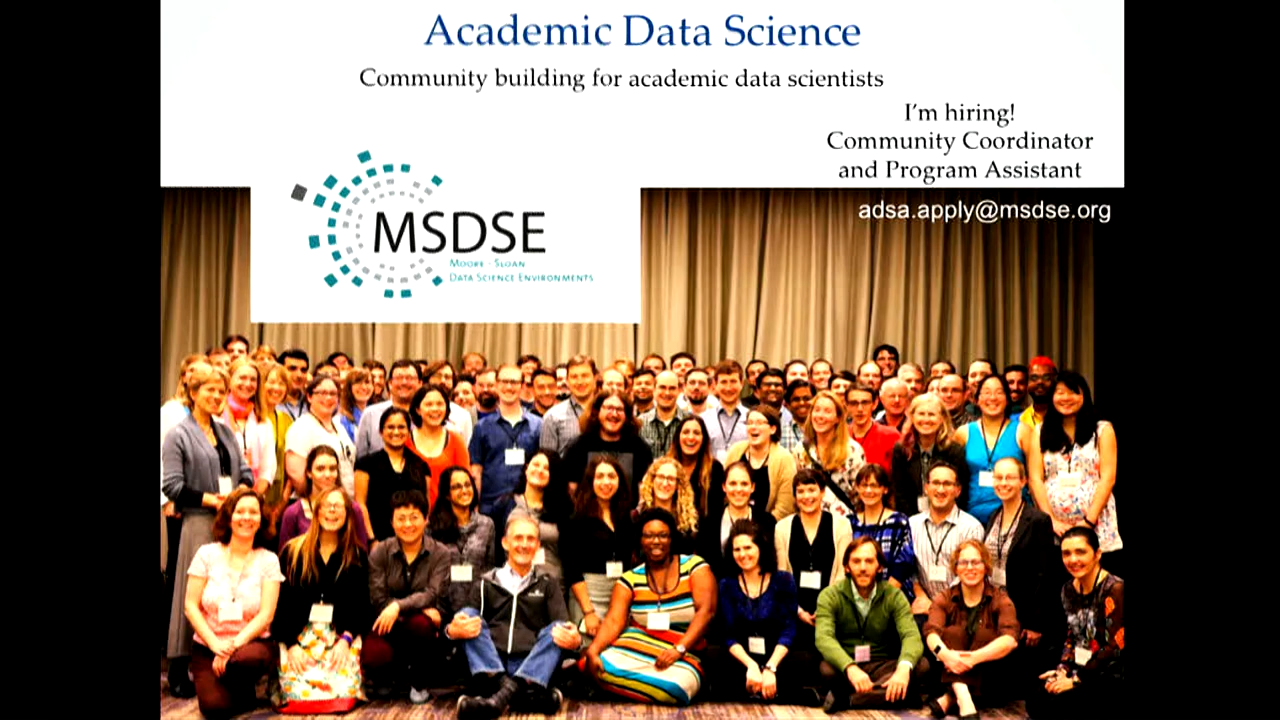 Academic Data Science
Community building for academic data scientists
I'm hiring!
Community Coordinator
and Program Assistant
adsa.apply@msdse.org
MSDSE
MOORE · SLOAN
DATA SCIENCE ENVIRONMENTS